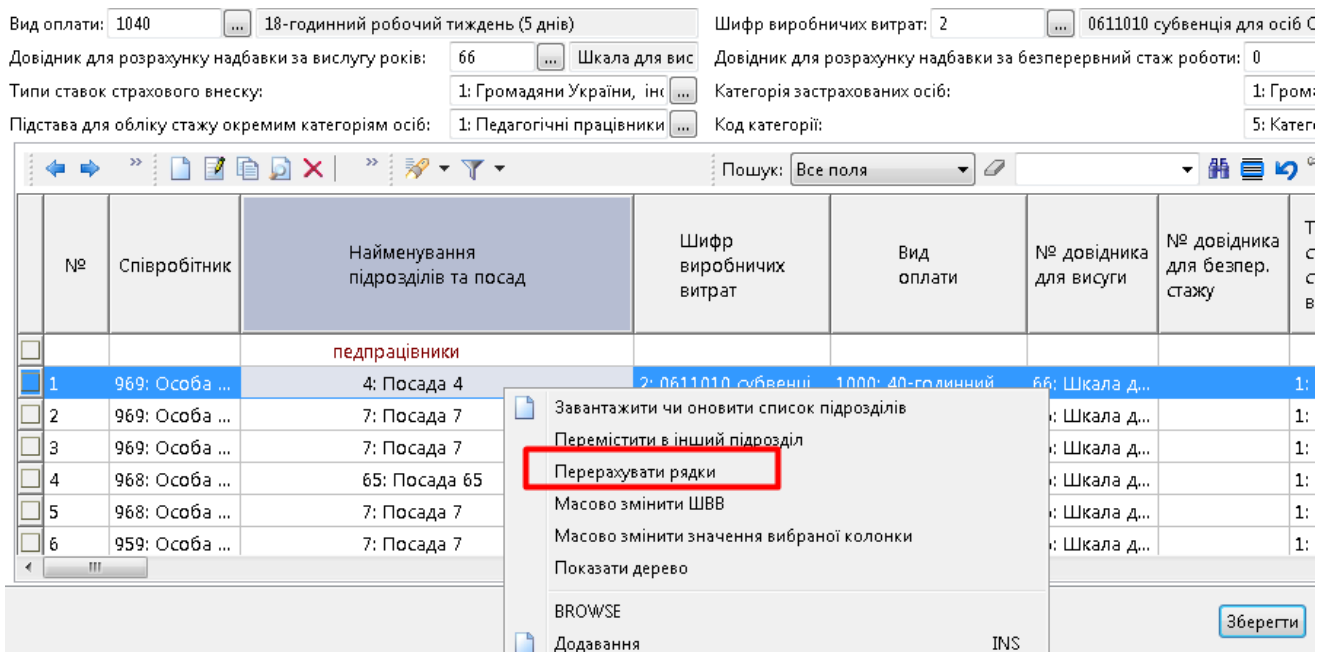 Вид оплати: 1040 ... 18-годинний робочий тиждень (5 днів) Шифр виробничих витрат: 2 ... 0611010 субвенція для осіб
Довідник для розрахунку надбавки за вислугу років: 66 ... Шкала для вис Довідник для розрахунку надбавки за безперервний стаж роботи: 0
Типи ставок страхового внеску: 1: Громадяни України, ... Категорія застрахованих осіб: 1: Гром
Підстава для обліку стажу окремим категоріям осіб: 1: Педагогічні працівники ... Код категорії: 5: Катег
Пошук: Все поля
№ Співробітник Найменування підрозділів та посад Шифр виробничих витрат Вид оплати № довідника для висуги № довідника для безпер. стажу
педпрацівники
1 969: Особа ... 4: Посада 4 2: 0611010 субвенці 1000: 40-годинний 66: Шкала д... 1:
2 969: Особа ... 7: Посада 7 : Шкала д... 1:
3 969: Особа ... 7: Посада 7 : Шкала д... 1:
4 968: Особа ... 65: Посада 65 : Шкала д... 1:
5 968: Особа ... 7: Посада 7 : Шкала д... 1:
6 959: Особа ... 7: Посада 7 : Шкала д... 1:
Завантажити чи оновити список підрозділів
Перемістити в інший підрозділ
Перерахувати рядки
Масово змінити ШВВ
Масово змінити значення вибраної колонки
Показати дерево
BROWSE
Додавання INS
Зберегти